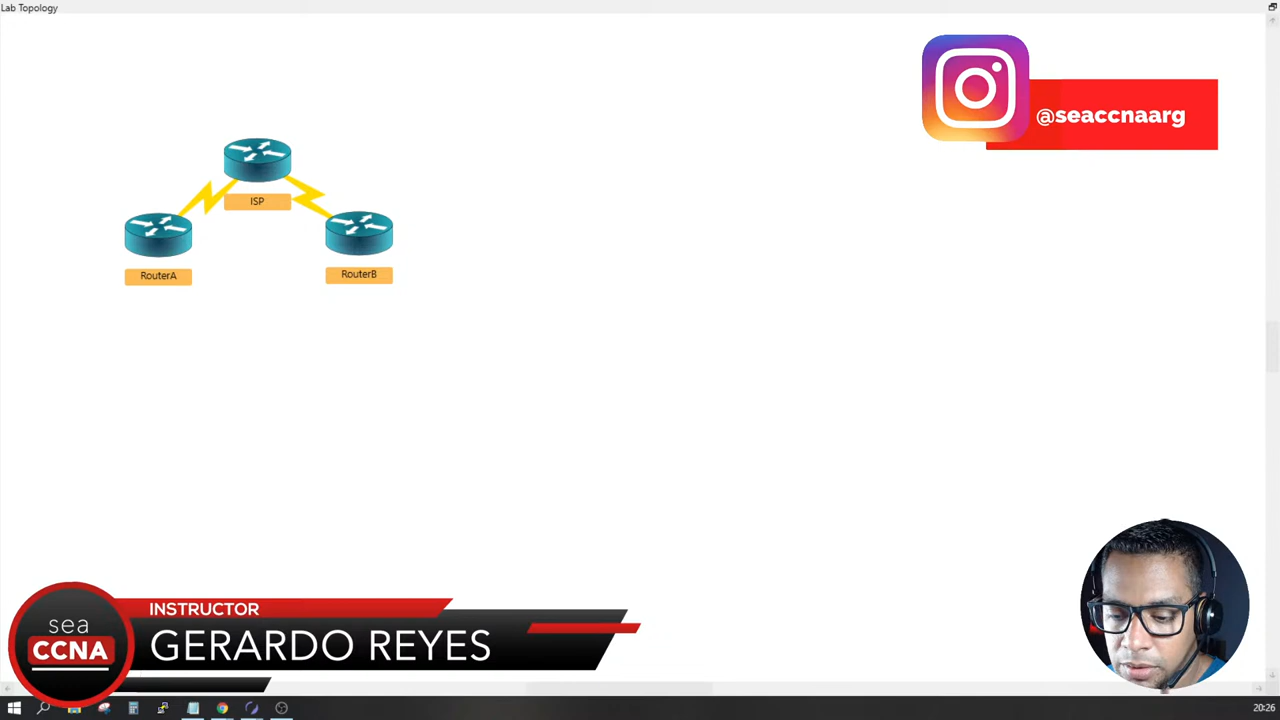 Lab Topology
@seaccnaarg
ISP
RouterA
RouterB
INSTRUCTOR
GERARDO REYES
sea
CCNA
20:26